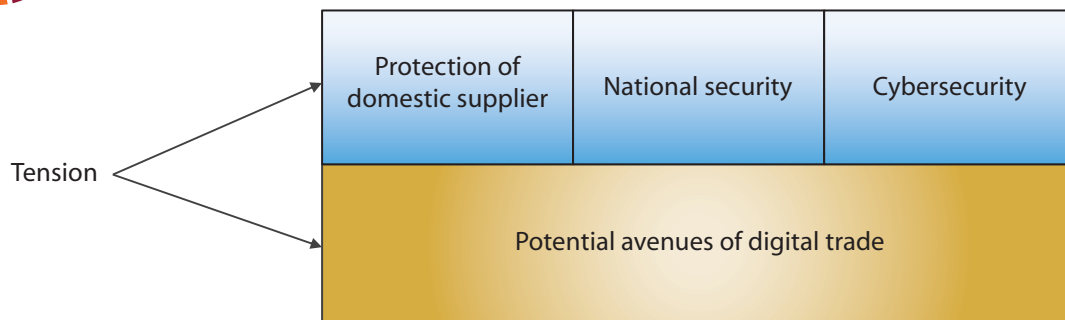 Protection of
domestic supplier
National security
Cybersecurity
Tension
Potential avenues of digital trade